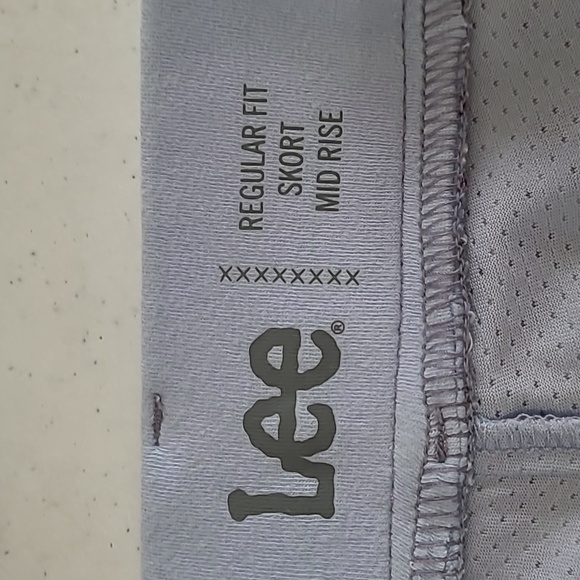 Lee®
XXXXXXXX
REGULAR FIT
SKORT
MID RISE